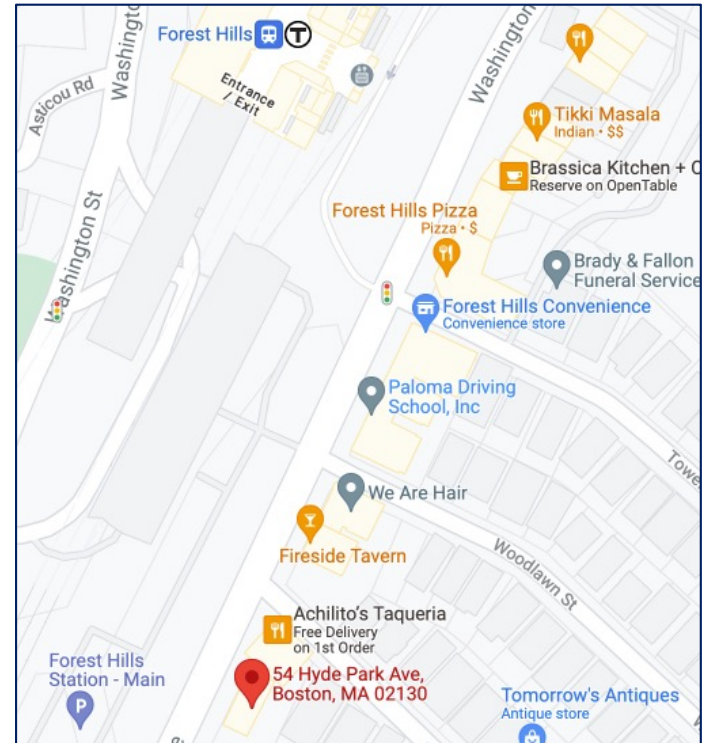 Forest Hills
T
Washington
Washington
Asticou Rd
Entrance
/ Exit
Tikki Masala
Indian • $$
Brassica Kitchen + C
Reserve on OpenTable
Forest Hills Pizza
Pizza • $
Brady & Fallon
Funeral Service
Washington St
Forest Hills Convenience
Convenience store
Paloma Driving
School, Inc
Tower
We Are Hair
Fireside Tavern
Woodlawn St
Achilito's Taqueria
Free Delivery
on 1st Order
Forest Hills
Station - Main
P
54 Hyde Park Ave,
Boston, MA 02130
Tomorrow's Antiques
Antique store